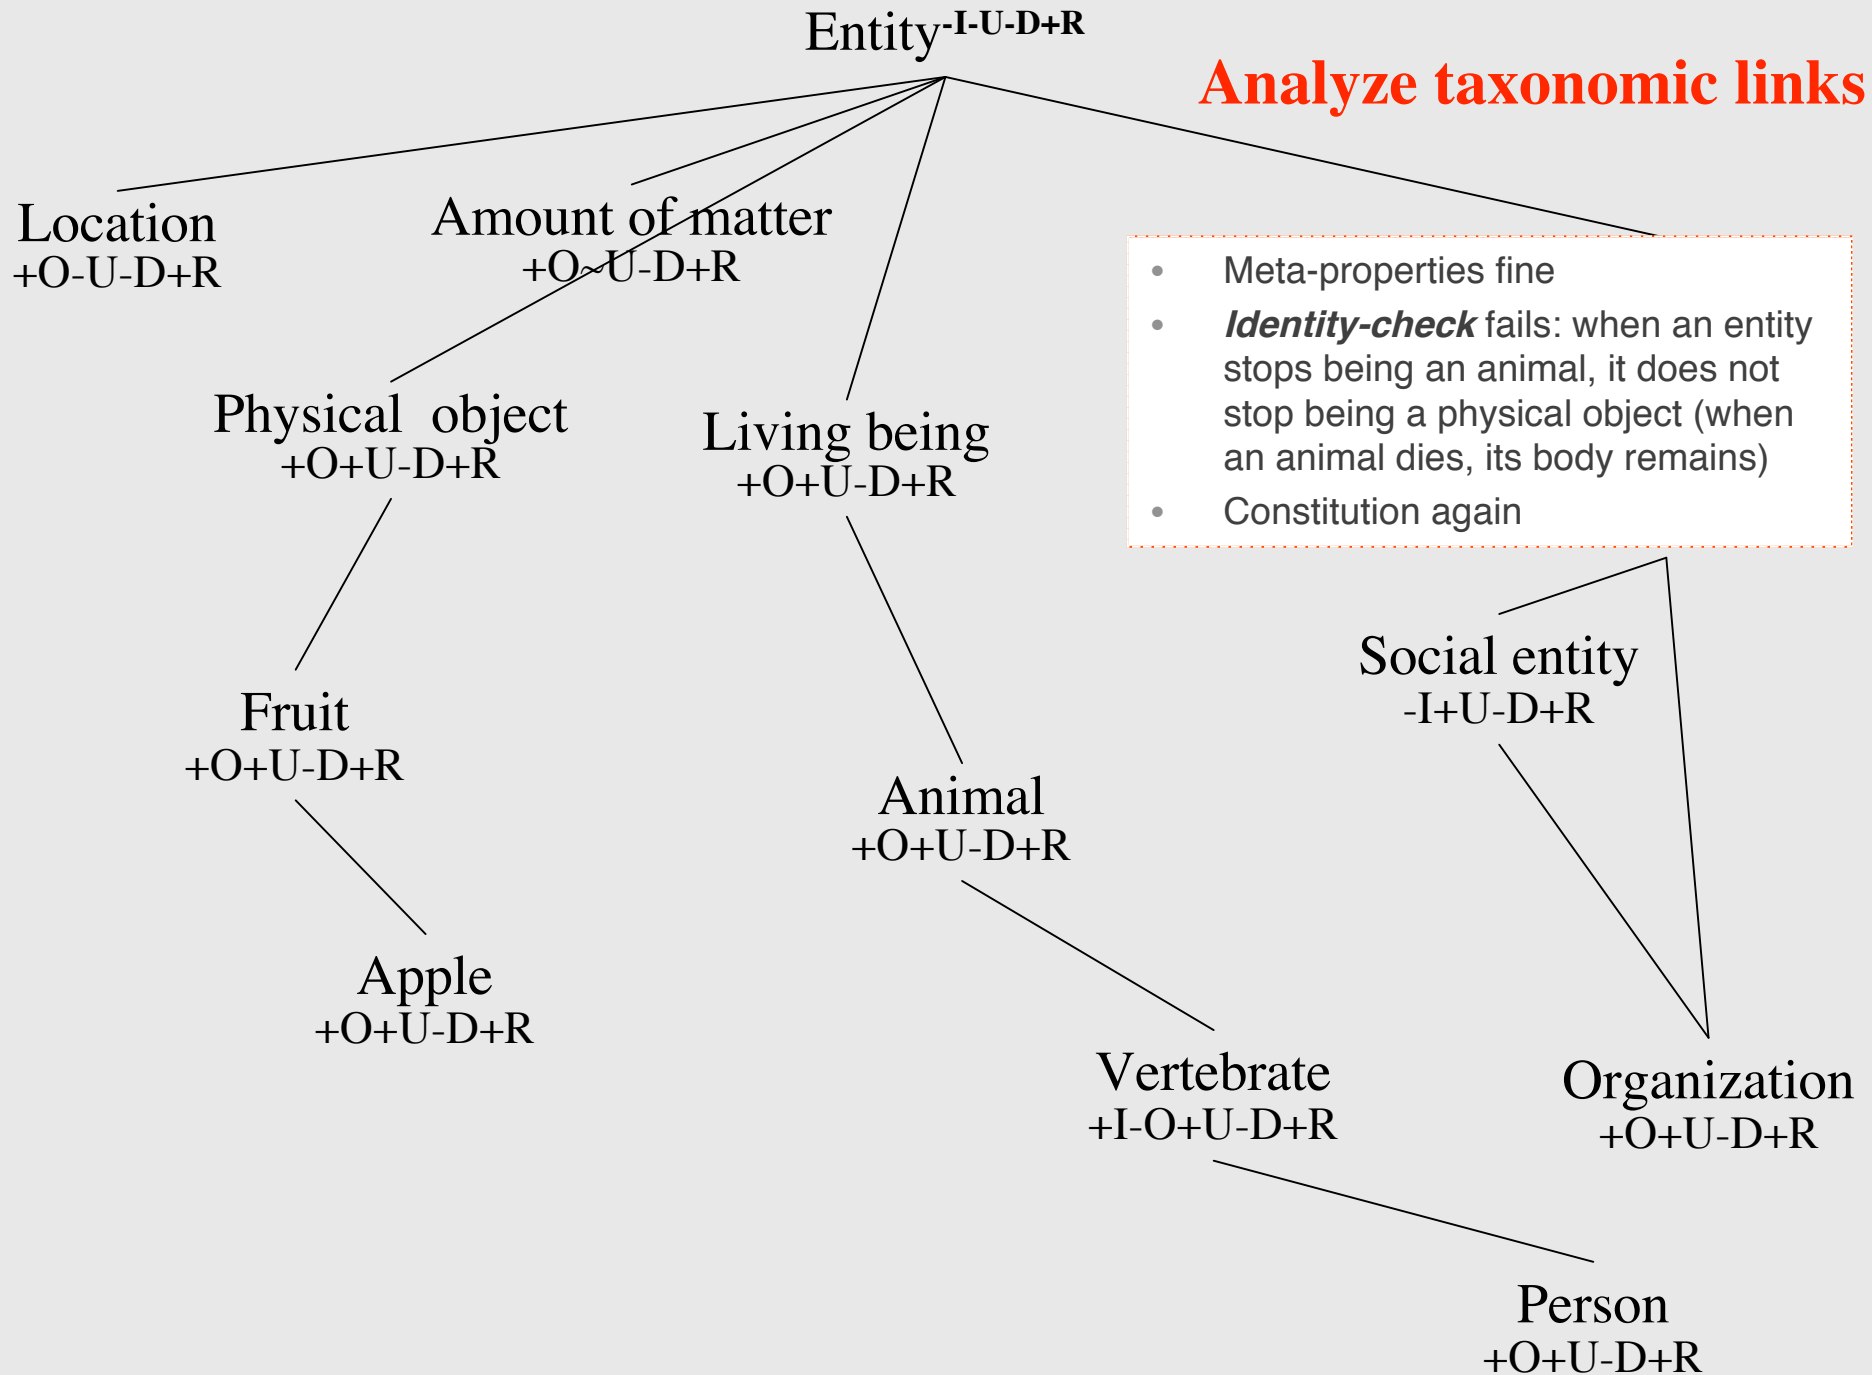 Entity-I-U-D+R
Analyze taxonomic links
Location
+O-U-D+R
Amount of matter
+O~U-D+R
• Meta-properties fine
• Identity-check fails: when an entity
stops being an animal, it does not
stop being a physical object (when
an animal dies, its body remains)
• Constitution again
Physical object
+O+U-D+R
Living being
+O+U-D+R
Social entity
-I+U-D+R
Fruit
+O+U-D+R
Animal
+O+U-D+R
Apple
+O+U-D+R
Vertebrate
+I-O+U-D+R
Organization
+O+U-D+R
Person
+O+U-D+R